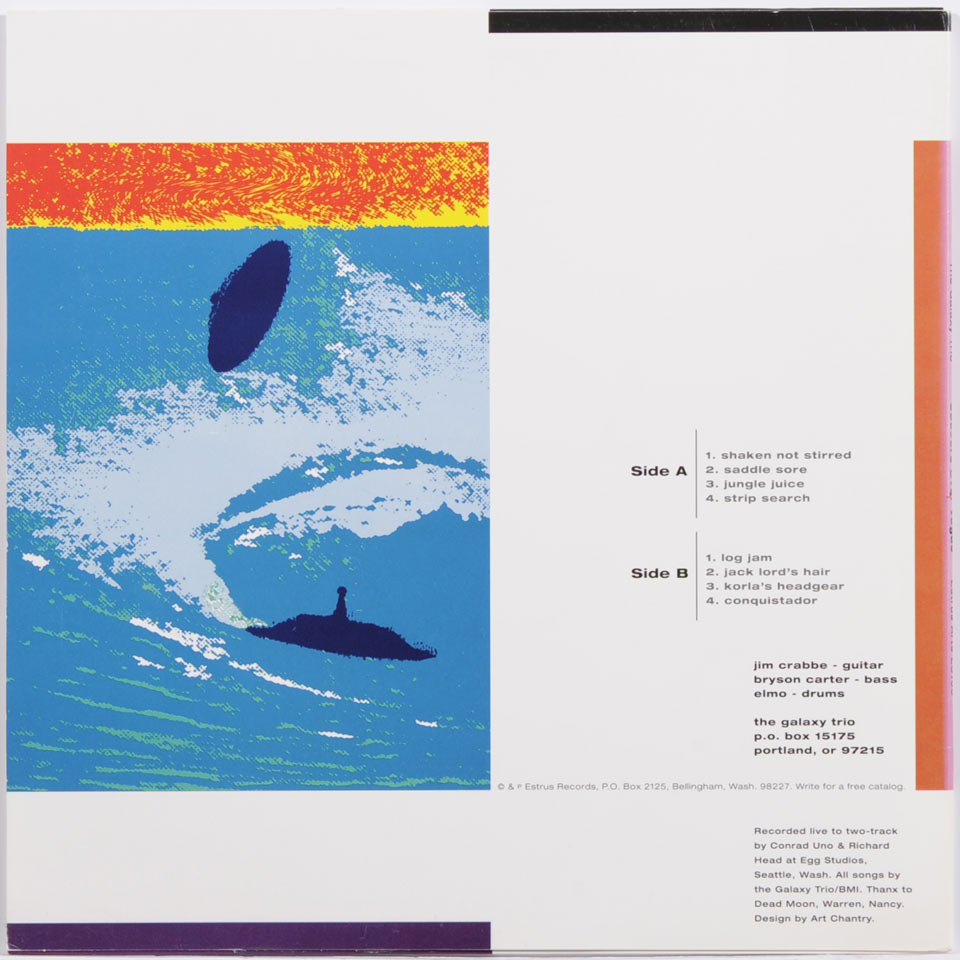 Side A
1. shaken not stirred
2. saddle sore
3. jungle juice
4. strip search
Side B
1. log jam
2. jack lord's hair
3. korla's headgear
4. conquistador
jim crabbe - guitar
bryson carter - bass
elmo - drums
the galaxy trio
p.o. box 15175
portland, or 97215
© & ℗ Estrus Records, P.O. Box 2125, Bellingham, Wash. 98227. Write for a free catalog.
Recorded live to two-track
by Conrad Uno & Richard
Head at Egg Studios,
Seattle, Wash. All songs by
the Galaxy Trio/BMI. Thanx to
Dead Moon, Warren, Nancy.
Design by Art Chantry.